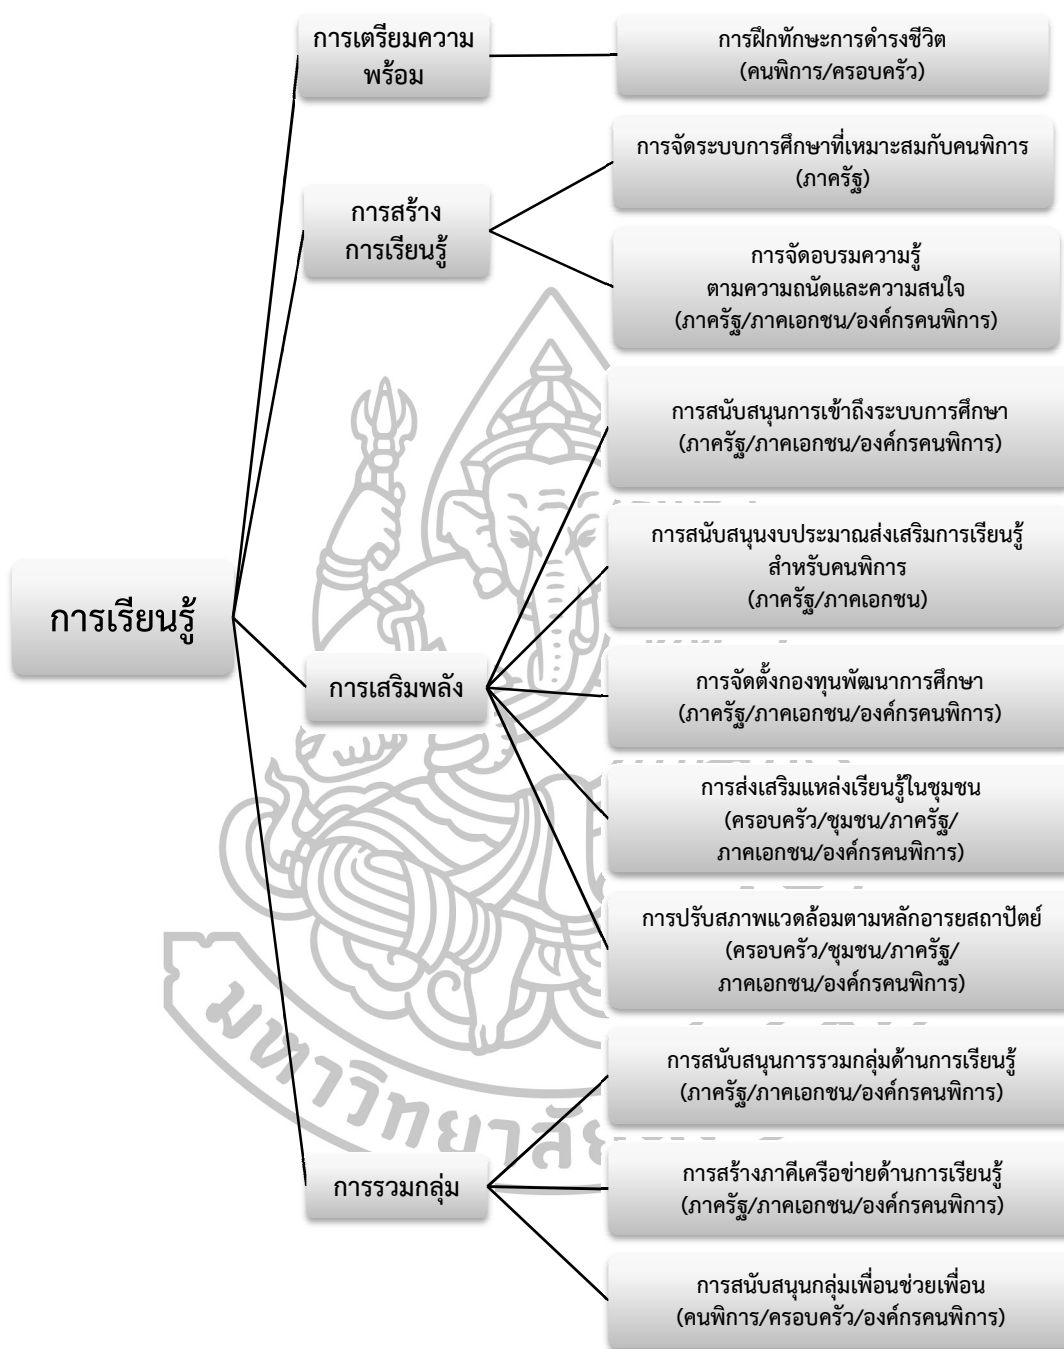 การเตรียมความ
พร้อม
การฝึกทักษะการดำรงชีวิต
(คนพิการ/ครอบครัว)
การสร้าง
การเรียนรู้
การจัดระบบการศึกษาที่เหมาะสมกับคนพิการ
(ภาครัฐ)
การจัดอบรมความรู้
ตามความถนัดและความสนใจ
(ภาครัฐ/ภาคเอกชน/องค์กรคนพิการ)
การเรียนรู้
การเสริมพลัง
การสนับสนุนการเข้าถึงระบบการศึกษา
(ภาครัฐ/ภาคเอกชน/องค์กรคนพิการ)
การสนับสนุนงบประมาณส่งเสริมการเรียนรู้
สำหรับคนพิการ
(ภาครัฐ/ภาคเอกชน)
การจัดตั้งกองทุนพัฒนาการศึกษา
(ภาครัฐ/ภาคเอกชน/องค์กรคนพิการ)
การส่งเสริมแหล่งเรียนรู้ในชุมชน
(ครอบครัว/ชุมชน/ภาครัฐ/
ภาคเอกชน/องค์กรคนพิการ)
การปรับสภาพแวดล้อมตามหลักอารยสถาปัตย์
(ครอบครัว/ชุมชน/ภาครัฐ/
ภาคเอกชน/องค์กรคนพิการ)
การรวมกลุ่ม
การสนับสนุนการรวมกลุ่มด้านการเรียนรู้
(ภาครัฐ/ภาคเอกชน/องค์กรคนพิการ)
การสร้างภาคีเครือข่ายด้านการเรียนรู้
(ภาครัฐ/ภาคเอกชน/องค์กรคนพิการ)
การสนับสนุนกลุ่มเพื่อนช่วยเพื่อน
(คนพิการ/ครอบครัว/องค์กรคนพิการ)
มหาวิทยาลัย